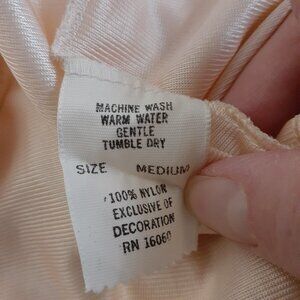 MACHINE WASH
WARM WATER
GENTLE
TUMBLE DRY
SIZE MEDIUM
100% NYLON
EXCLUSIVE OF
DECORATION
RN 16060